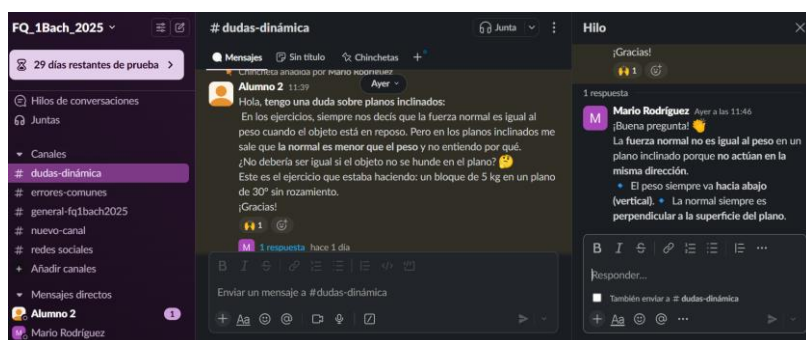 FQ_1Bach_2025
29 días restantes de prueba
Hilos de conversaciones
Juntas
Canales
# dudas-dinámica
# errores-comunes
# general-fq1bach2025
# nuevo-canal
# redes sociales
+ Añadir canales
Mensajes directos
Alumno 2 1
Mario Rodríguez
# dudas-dinámica
Junta
Mensajes Sin título Chinchetas +
Chincheta añadida por Mario Rodríguez
Ayer
Alumno 2 11:39
Hola, tengo una duda sobre planos inclinados:
En los ejercicios, siempre nos decís que la fuerza normal es igual al
peso cuando el objeto está en reposo. Pero en los planos inclinados me
sale que la normal es menor que el peso y no entiendo por qué.
¿No debería ser igual si el objeto no se hunde en el plano? 🤔
Este es el ejercicio que estaba haciendo: un bloque de 5 kg en un plano
de 30° sin rozamiento.
¡Gracias!
🙌 1
M 1 respuesta hace 1 día
B I S
Enviar un mensaje a #dudas-dinámica
+ Aa @
Hilo
¡Gracias!
🙌 1
1 respuesta
M Mario Rodríguez Ayer a las 11:46
¡Buena pregunta! 👏
La fuerza normal no es igual al peso en un
plano inclinado porque no actúan en la
misma dirección.
🔹 El peso siempre va hacia abajo
(vertical). 🔹 La normal siempre es
perpendicular a la superficie del plano.
B I S
Responder...
También enviar a # dudas-dinámica
+ Aa @